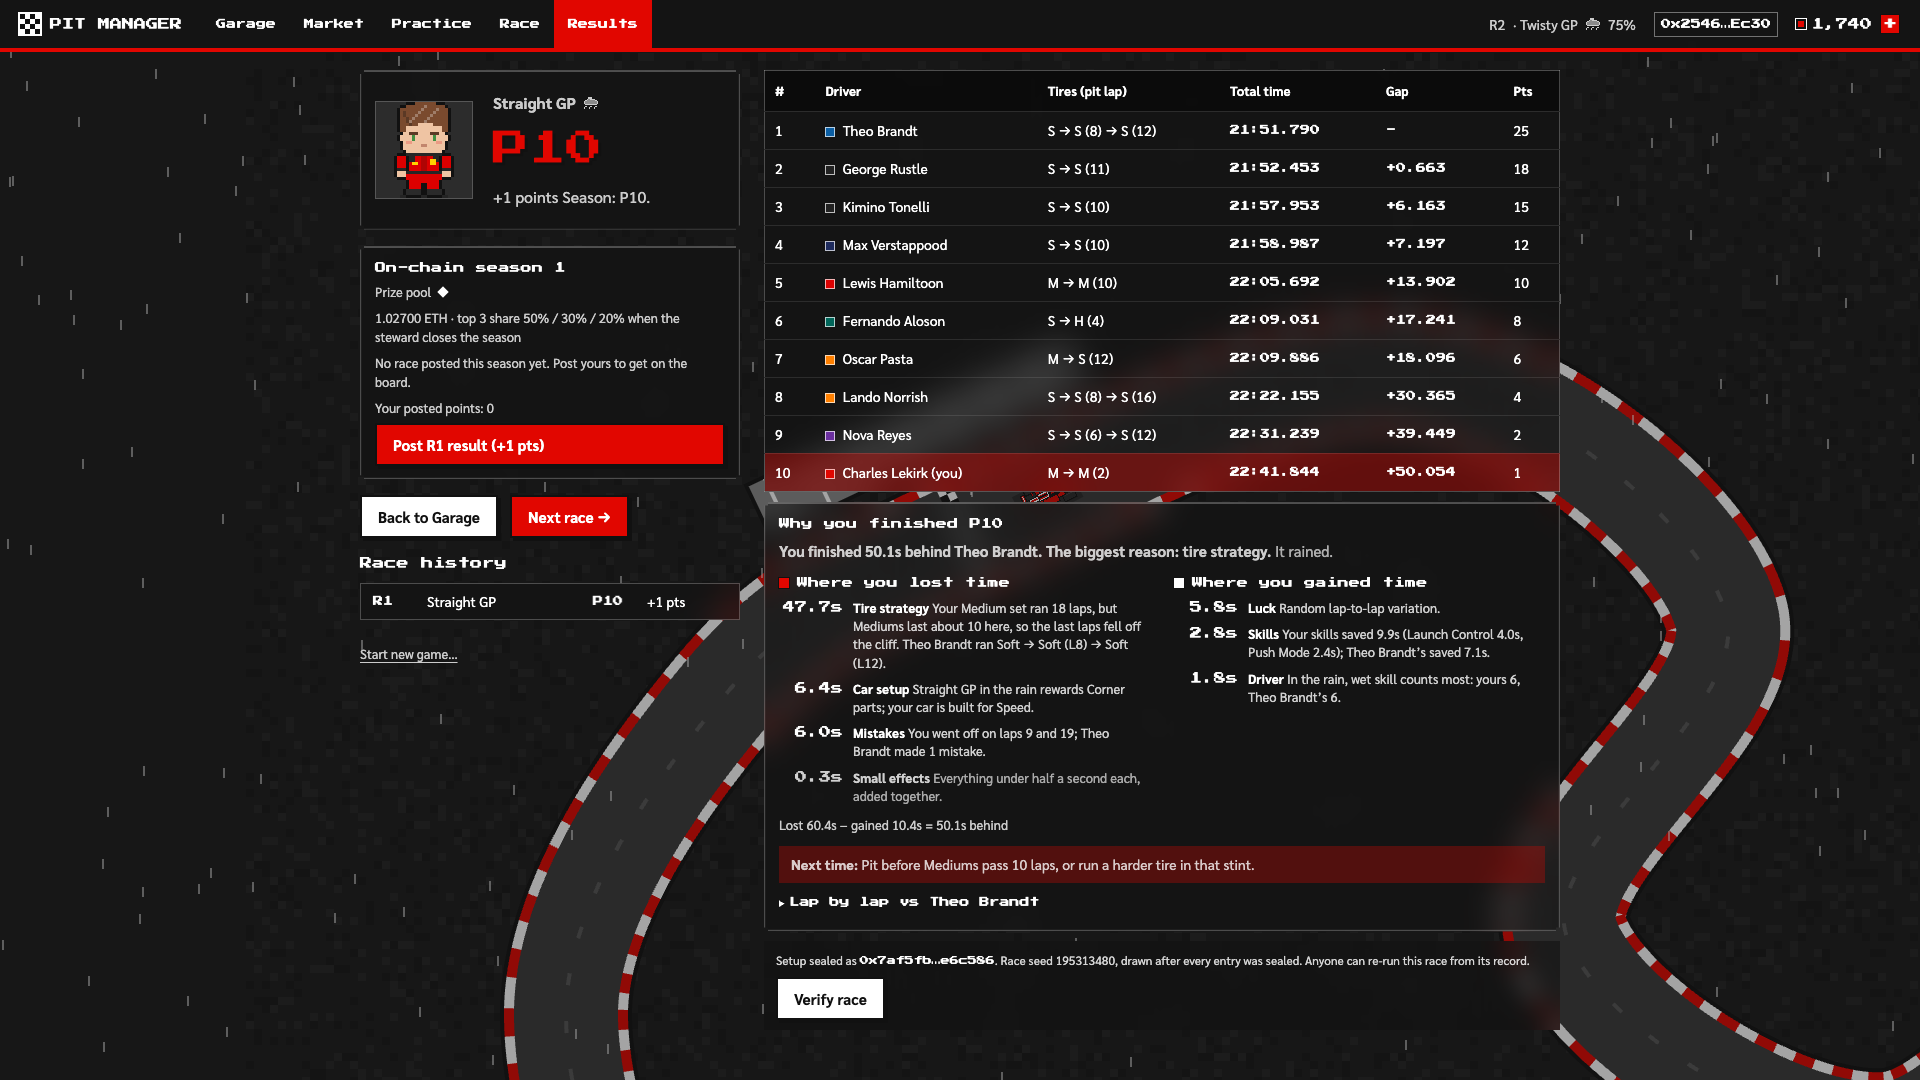 PIT MANAGER Garage Market Practice Race Results R2 · Twisty GP 75% 0x2546…Ec30 1,740 +
Straight GP
P10
+1 points Season: P10.
On-chain season 1
Prize pool
1.02700 ETH · top 3 share 50% / 30% / 20% when the
steward closes the season
No race posted this season yet. Post yours to get on the
board.
Your posted points: 0
Post R1 result (+1 pts)
Back to Garage Next race →
Race history
R1 Straight GP P10 +1 pts
Start new game…
# Driver Tires (pit lap) Total time Gap Pts
1 Theo Brandt S → S (8) → S (12) 21:51.790 – 25
2 George Rustle S → S (11) 21:52.453 +0.663 18
3 Kimino Tonelli S → S (10) 21:57.953 +6.163 15
4 Max Verstappood S → S (10) 21:58.987 +7.197 12
5 Lewis Hamiltoon M → M (10) 22:05.692 +13.902 10
6 Fernando Aloson S → H (4) 22:09.031 +17.241 8
7 Oscar Pasta M → S (12) 22:09.886 +18.096 6
8 Lando Norrish S → S (8) → S (16) 22:22.155 +30.365 4
9 Nova Reyes S → S (6) → S (12) 22:31.239 +39.449 2
10 Charles Lekirk (you) M → M (2) 22:41.844 +50.054 1
Why you finished P10
You finished 50.1s behind Theo Brandt. The biggest reason: tire strategy. It rained.
Where you lost time
47.7s Tire strategy Your Medium set ran 18 laps, but
Mediums last about 10 here, so the last laps fell off
the cliff. Theo Brandt ran Soft → Soft (L8) → Soft
(L12).
6.4s Car setup Straight GP in the rain rewards Corner
parts; your car is built for Speed.
6.0s Mistakes You went off on laps 9 and 19; Theo
Brandt made 1 mistake.
0.3s Small effects Everything under half a second each,
added together.
Where you gained time
5.8s Luck Random lap-to-lap variation.
2.8s Skills Your skills saved 9.9s (Launch Control 4.0s,
Push Mode 2.4s); Theo Brandt's saved 7.1s.
1.8s Driver In the rain, wet skill counts most: yours 6,
Theo Brandt's 6.
Lost 60.4s – gained 10.4s = 50.1s behind
Next time: Pit before Mediums pass 10 laps, or run a harder tire in that stint.
Lap by lap vs Theo Brandt
Setup sealed as 0x7af5fb…e6c586. Race seed 195313480, drawn after every entry was sealed. Anyone can re-run this race from its record.
Verify race